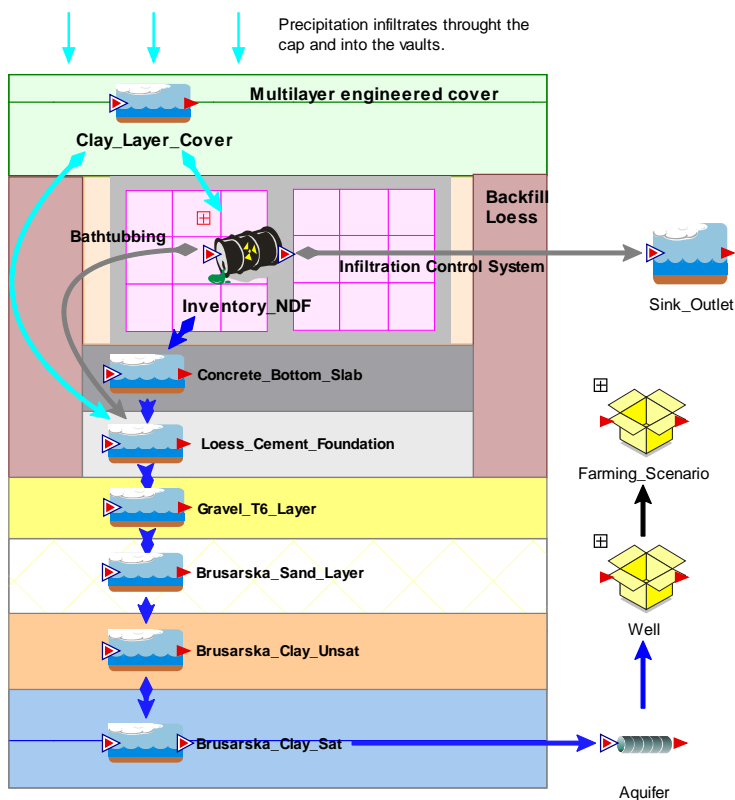 Precipitation infiltrates throught the
cap and into the vaults.
Multilayer engineered cover
Clay_Layer_Cover
Backfill
Loess
Bathtubbing
Infiltration Control System
Sink_Outlet
Inventory_NDF
Concrete_Bottom_Slab
Loess_Cement_Foundation
Farming_Scenario
Gravel_T6_Layer
Brusarska_Sand_Layer
Well
Brusarska_Clay_Unsat
Brusarska_Clay_Sat
Aquifer